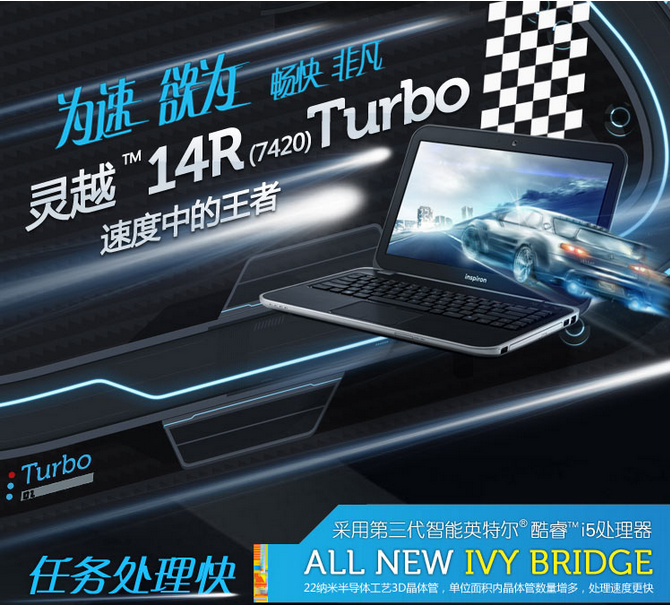 为速 欲为 畅快 非凡
灵越™ 14R (7420) Turbo
速度中的王者
inspiron
Turbo
任务处理快
采用第三代智能英特尔® 酷睿™ i5处理器
ALL NEW IVY BRIDGE
22纳米半导体工艺3D晶体管，单位面积内晶体管数量增多，处理速度更快